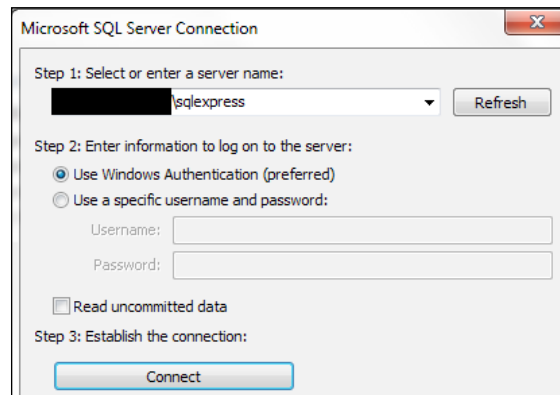 Microsoft SQL Server Connection
Step 1: Select or enter a server name:
\sqlexpress
Refresh
Step 2: Enter information to log on to the server:
Use Windows Authentication (preferred)
Use a specific username and password:
Username:
Password:
Read uncommitted data
Step 3: Establish the connection:
Connect